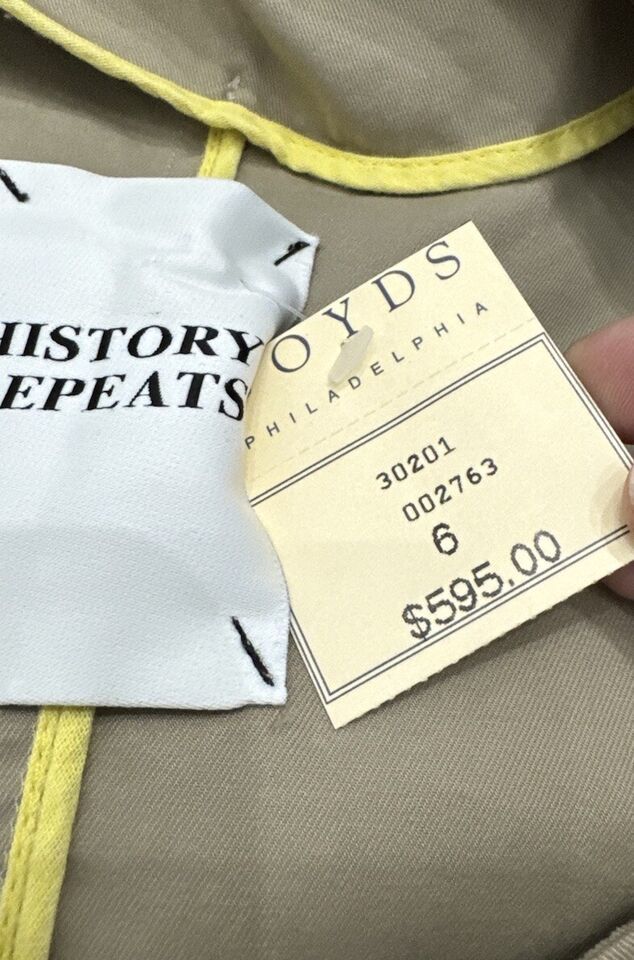 HISTORY
EPEATS
OYDS
PHILADELPHIA
30201
002763
6
$595.00